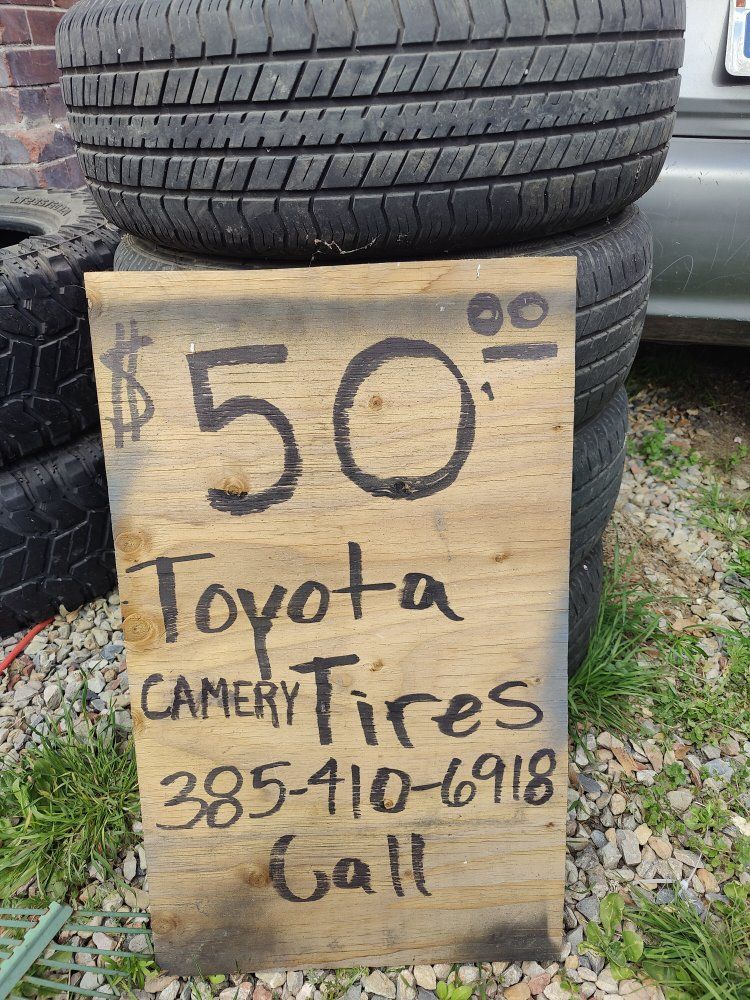 $ 50.00
Toyota
CAMERY Tires
385-410-6918
Call